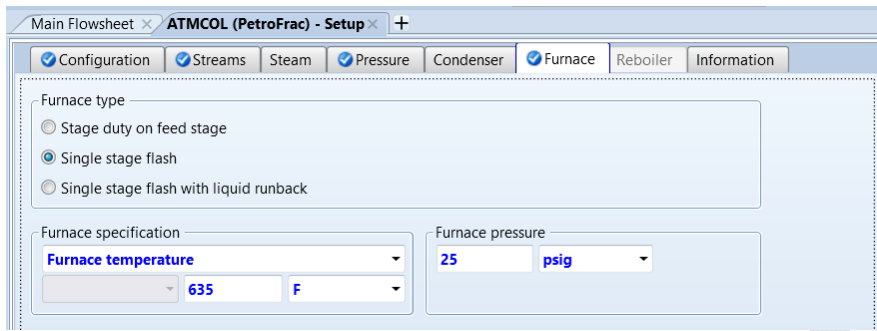 Main Flowsheet × ATMCOL (PetroFrac) - Setup × +
Configuration Streams Steam Pressure Condenser Furnace Reboiler Information
Furnace type
Stage duty on feed stage
Single stage flash
Single stage flash with liquid runback
Furnace specification Furnace pressure
Furnace temperature 25 psig
635 F